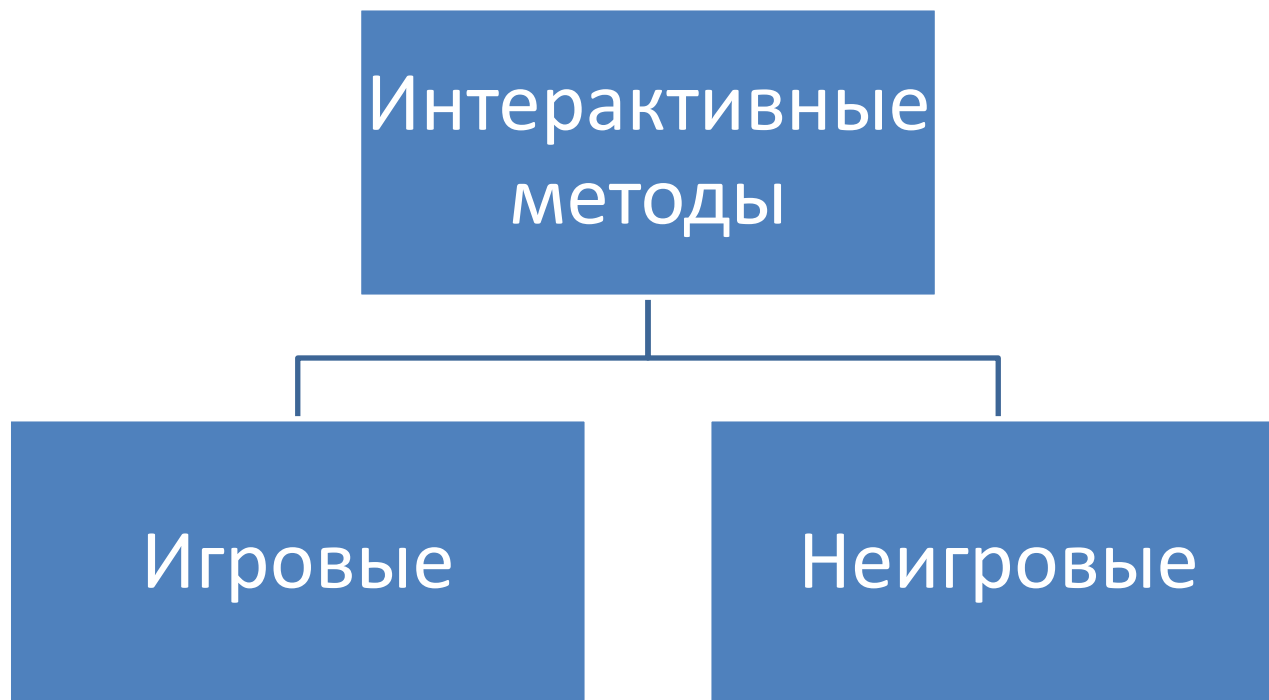 Интерактивные
методы
Игровые
Неигровые